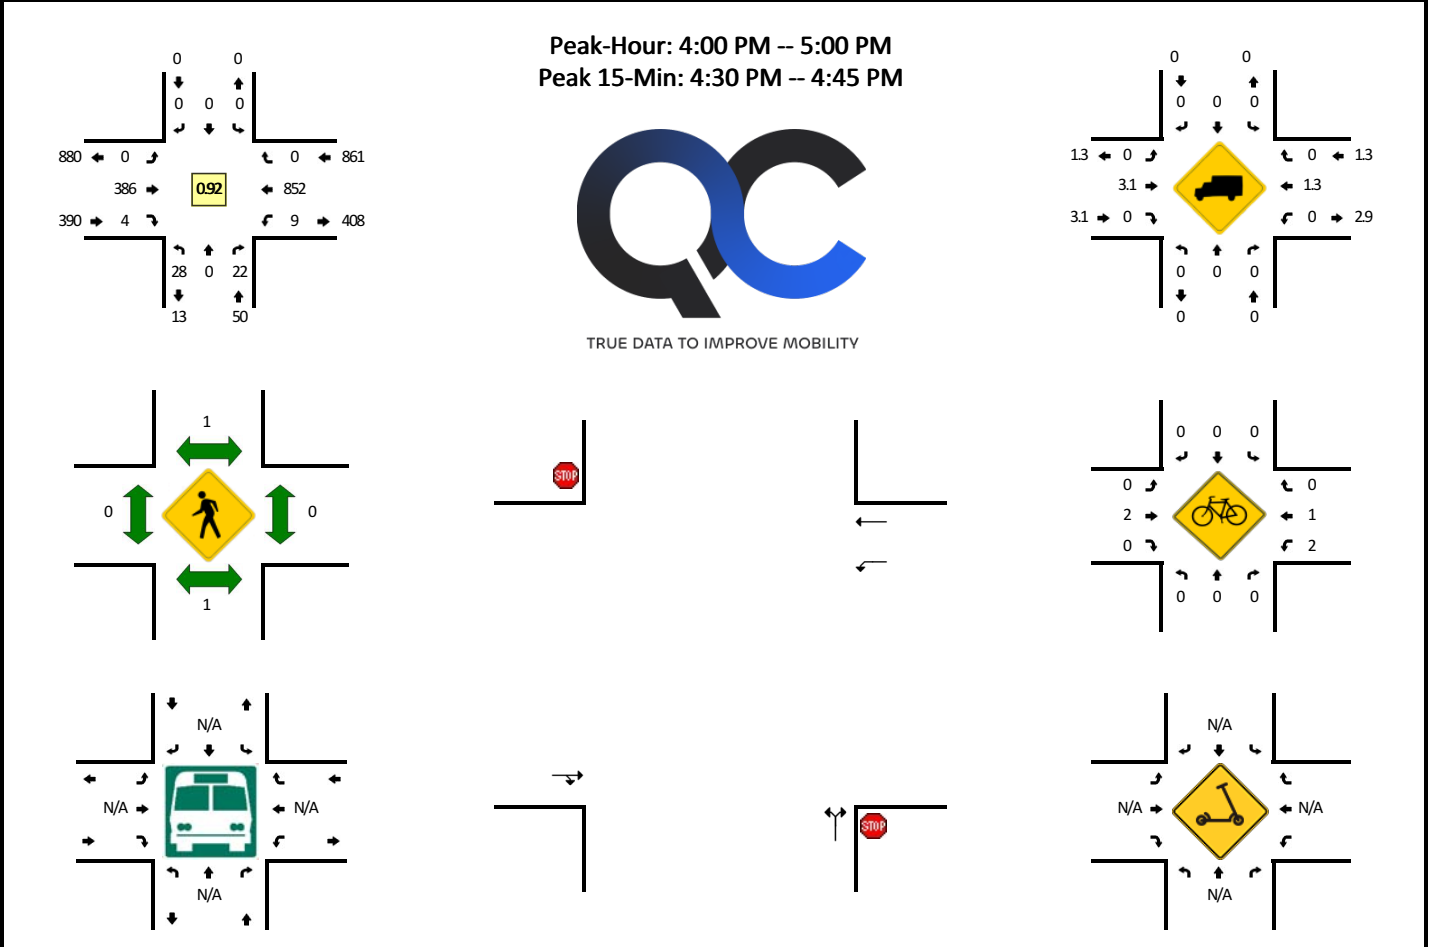 Peak-Hour: 4:00 PM -- 5:00 PM
Peak 15-Min: 4:30 PM -- 4:45 PM
0 0
0 0 0
880 0 0 861
386 0.92 852
390 4 9 408
28 0 22
13 50
QC
TRUE DATA TO IMPROVE MOBILITY
0 0
0 0 0
1.3 0 0 1.3
3.1 1.3
3.1 0 0 2.9
0 0 0
0 0
1
0 0
1
STOP
STOP
0 0 0
0 0
2 1
0 2
0 0 0
N/A
N/A N/A
N/A
N/A
N/A N/A
N/A